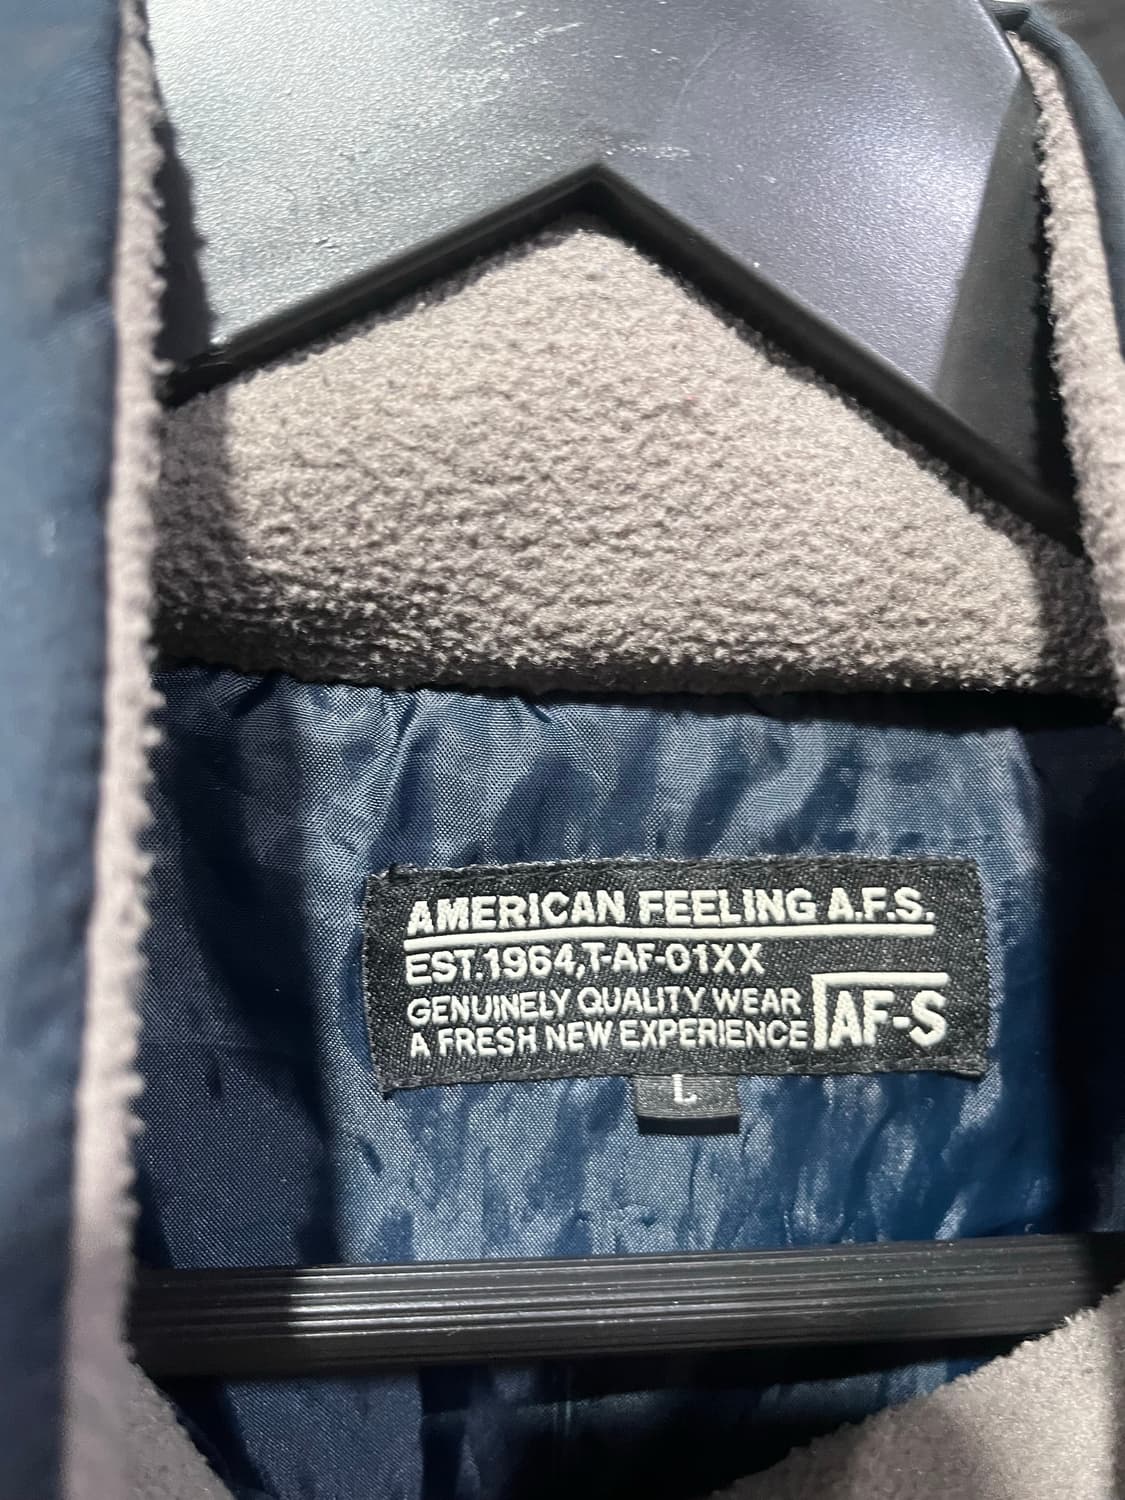 AMERICAN FEELING A.F.S.
EST.1964,T-AF-01XX
GENUINELY QUALITY WEAR
A FRESH NEW EXPERIENCE
AF-S
L